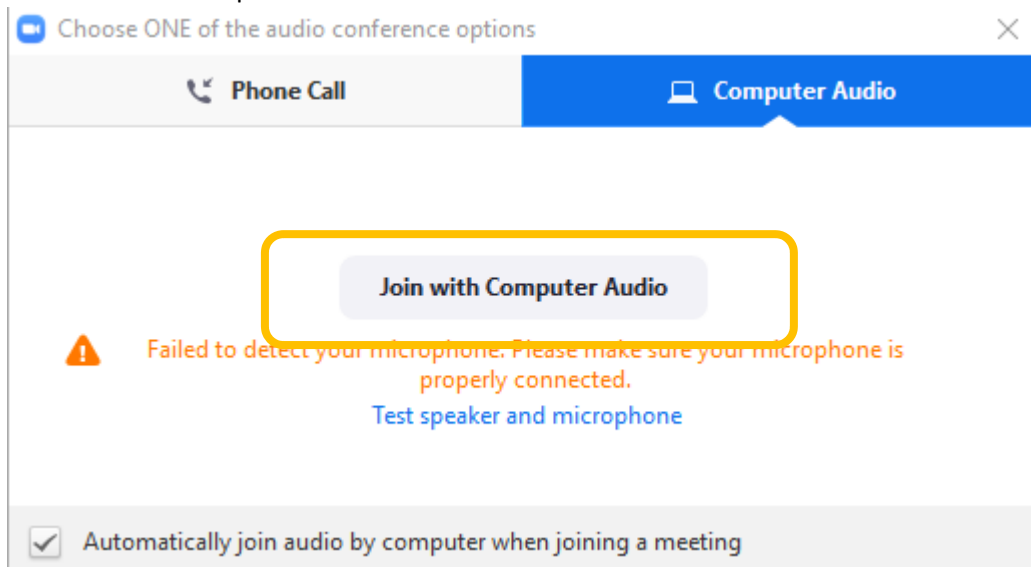 Choose ONE of the audio conference options
Phone Call
Computer Audio
Join with Computer Audio
Failed to detect your microphone. Please make sure your microphone is
properly connected.
Test speaker and microphone
Automatically join audio by computer when joining a meeting